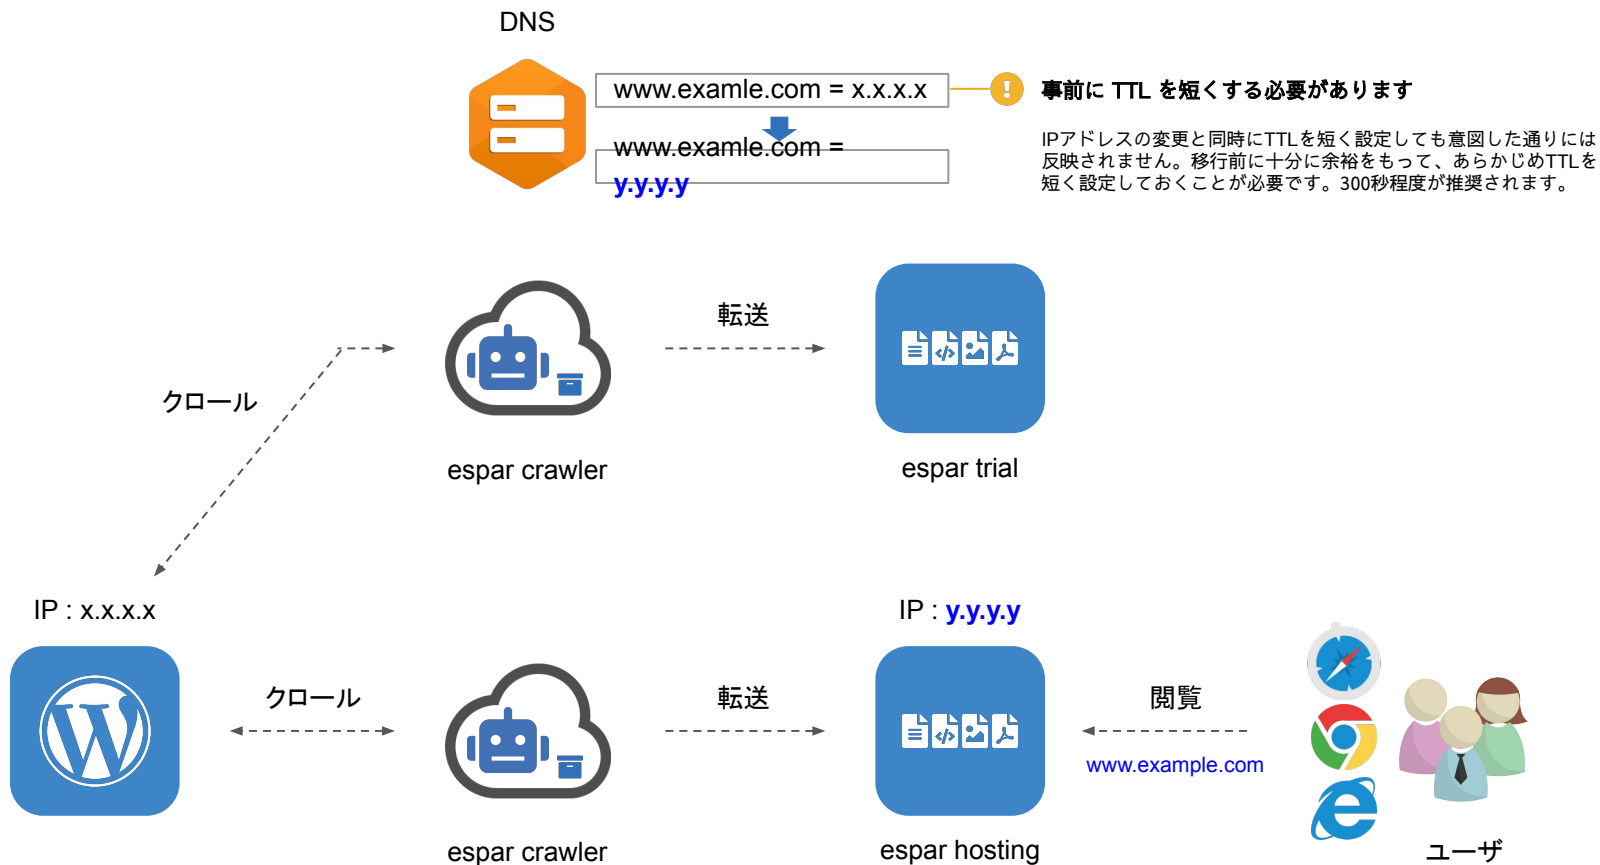 DNS
www.examle.com = x.x.x.x
事前に TTL を短くする必要があります
www.examle.com =
y.y.y.y
IPアドレスの変更と同時にTTLを短く設定しても意図した通りには
反映されません。移行前に十分に余裕をもって、あらかじめTTLを
短く設定しておくことが必要です。300秒程度が推奨されます。
転送
クロール
espar crawler
espar trial
IP : x.x.x.x
IP : y.y.y.y
クロール
転送
閲覧
www.example.com
espar crawler
espar hosting
ユーザ